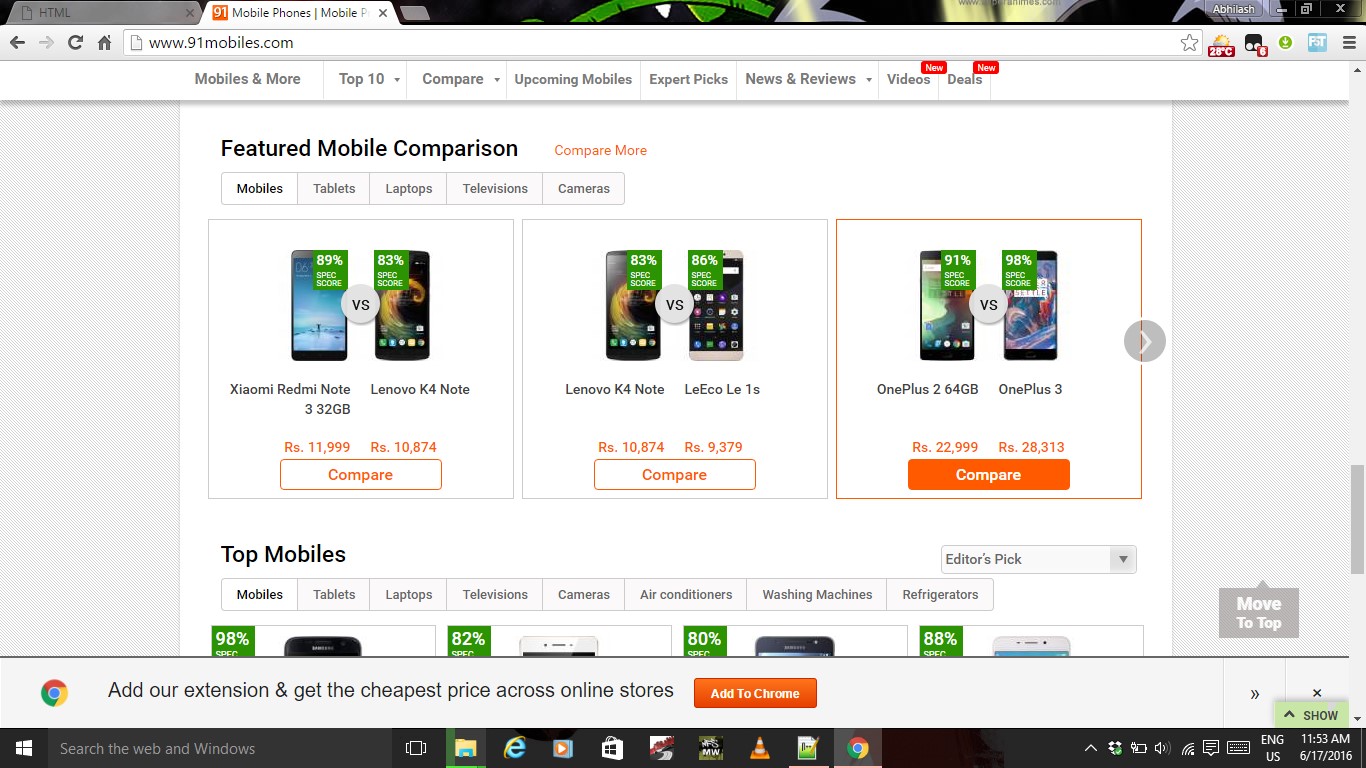 HTML
91 Mobile Phones | Mobile P
Abhilash
www.91mobiles.com
28°C
6
Mobiles & More
Top 10
Compare
Upcoming Mobiles
Expert Picks
News & Reviews
Videos
New
Deals
New
Featured Mobile Comparison
Compare More
Mobiles
Tablets
Laptops
Televisions
Cameras
89%
SPEC
SCORE
VS
83%
SPEC
SCORE
Xiaomi Redmi Note
3 32GB
Lenovo K4 Note
Rs. 11,999
Rs. 10,874
Compare
83%
SPEC
SCORE
VS
86%
SPEC
SCORE
Lenovo K4 Note
LeEco Le 1s
Rs. 10,874
Rs. 9,379
Compare
91%
SPEC
SCORE
VS
98%
SPEC
SCORE
OnePlus 2 64GB
OnePlus 3
Rs. 22,999
Rs. 28,313
Compare
Top Mobiles
Editor's Pick
Mobiles
Tablets
Laptops
Televisions
Cameras
Air conditioners
Washing Machines
Refrigerators
98%
SPEC
82%
SPEC
80%
SPEC
88%
SPEC
Move
To Top
Add our extension & get the cheapest price across online stores
Add To Chrome
»
SHOW
Search the web and Windows
MW
ENG
US
11:53 AM
6/17/2016